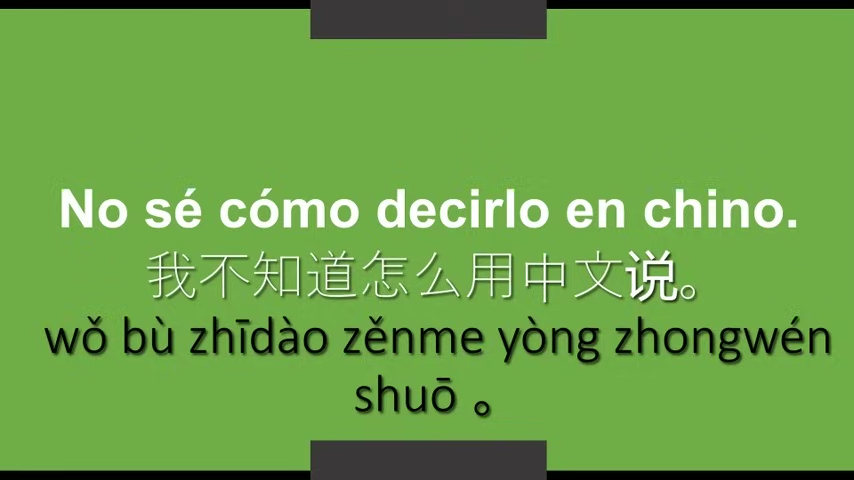 No sé cómo decirlo en chino.
我不知道怎么用中文说。
wǒ bù zhīdào zěnme yòng zhongwén
shuō 。